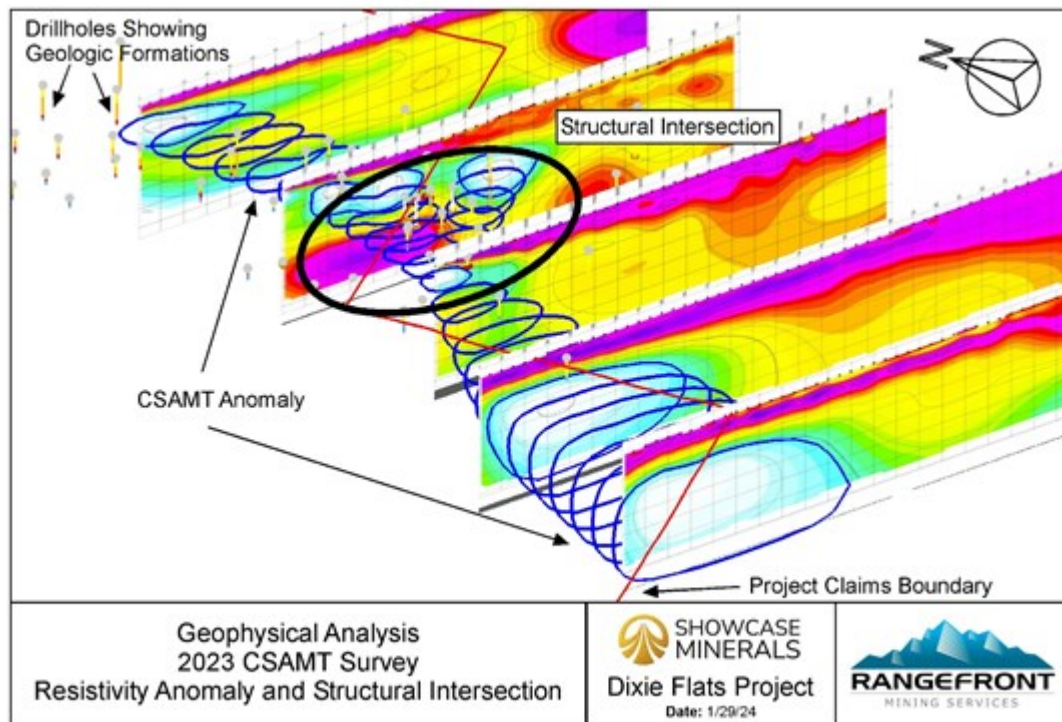 Drillholes Showing
Geologic Formations
N
Structural Intersection
CSAMT Anomaly
Project Claims Boundary
Geophysical Analysis
2023 CSAMT Survey
Resistivity Anomaly and Structural Intersection
SHOWCASE
MINERALS
Dixie Flats Project
Date: 1/29/24
RANGEFRONT
MINING SERVICES